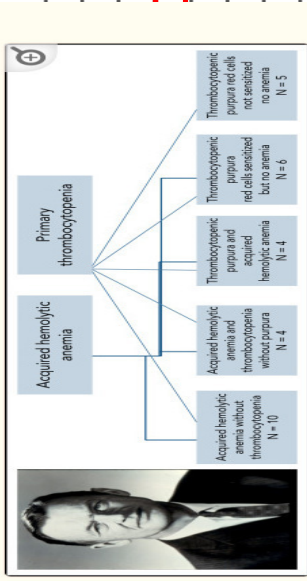 Acquired hemolytic
anemia
Primary
thrombocytopenia
Acquired hemolytic
anemia without
thrombocytopenia
N = 10
Acquired hemolytic
anemia and
thrombocytopenia
without purpura
N = 4
Thrombocytopenic
purpura and
acquired
hemolytic anemia
N = 4
Thrombocytopenic
purpura
red cells sensitized
but no anemia
N = 6
Thrombocytopenic
purpura red cells
not sensitized
no anemia
N = 5